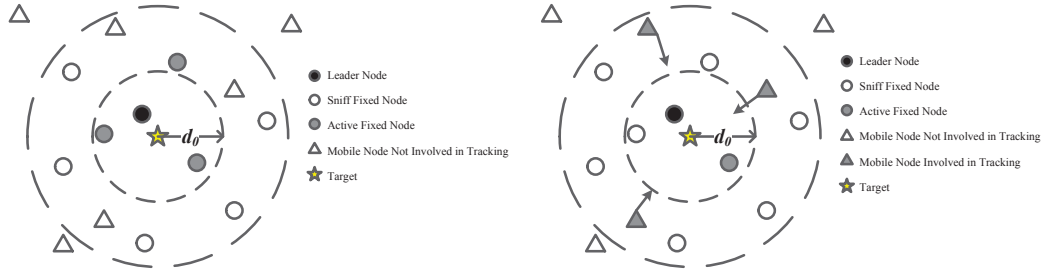 d0
Leader Node
Sniff Fixed Node
Active Fixed Node
Mobile Node Not Involved in Tracking
Target
d0
Leader Node
Sniff Fixed Node
Active Fixed Node
Mobile Node Not Involved in Tracking
Mobile Node Involved in Tracking
Target